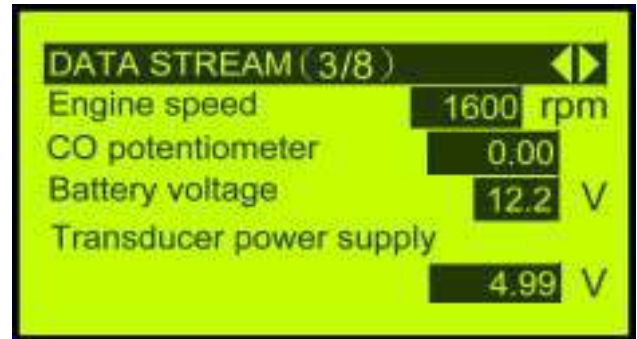 DATA STREAM(3/8)
Engine speed 1600 rpm
CO potentiometer 0.00
Battery voltage 12.2 V
Transducer power supply
4.99 V